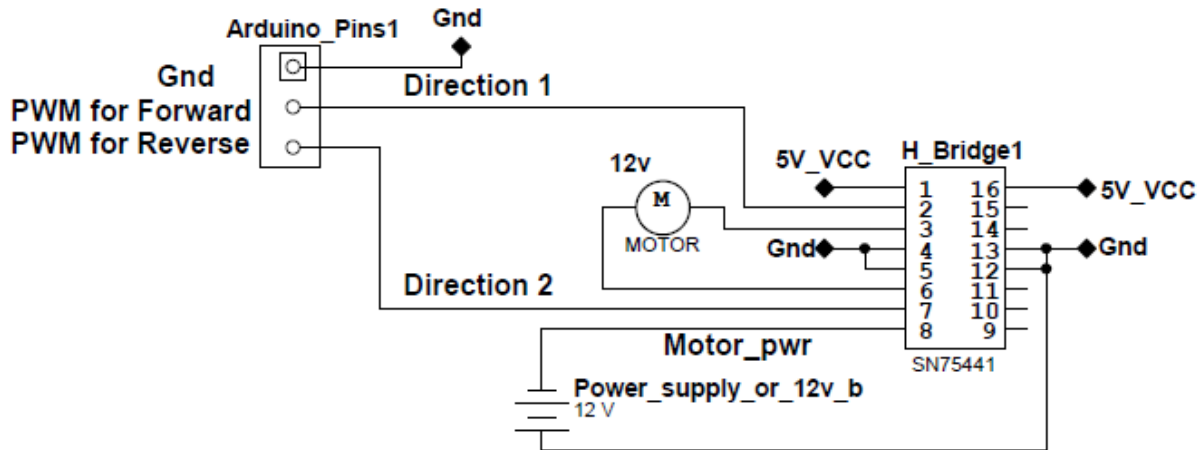 Arduino_Pins1
Gnd
Gnd
PWM for Forward
PWM for Reverse
Direction 1
12v
M
MOTOR
5V_VCC
H_Bridge1
5V_VCC
1 16
2 15
3 14
Gnd
4 13
Gnd
5 12
6 11
7 10
8 9
SN75441
Direction 2
Motor_pwr
Power_supply_or_12v_b
12 V